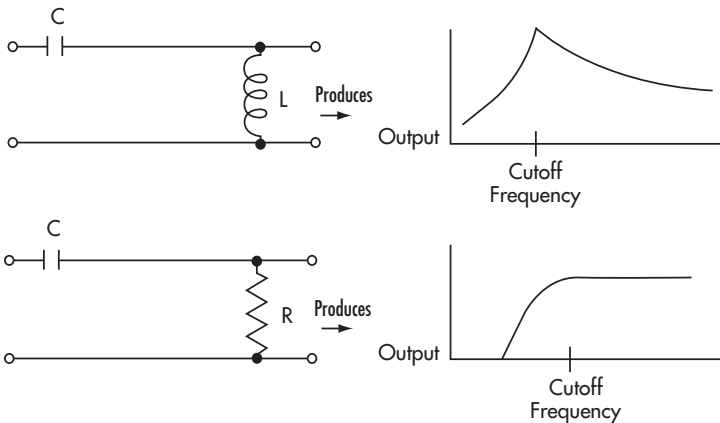 C
L
Produces
Output
Cutoff
Frequency
C
R
Produces
Output
Cutoff
Frequency